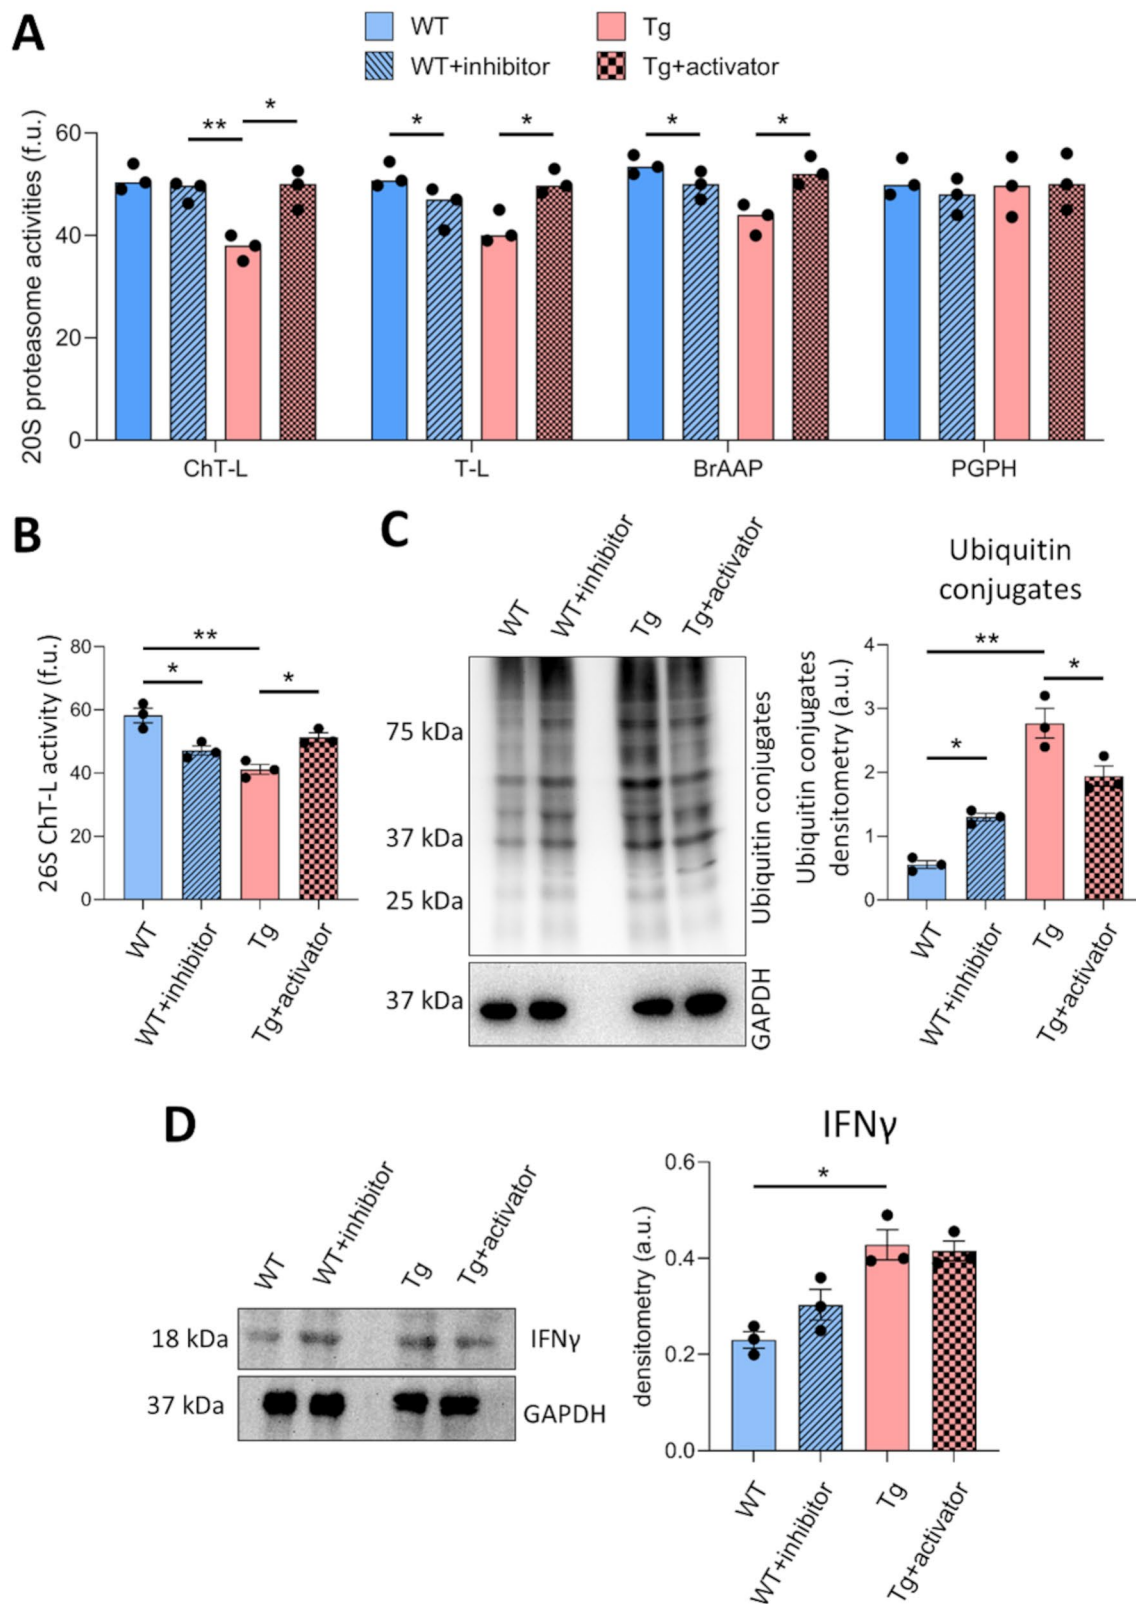 A
WT
Tg
WT+inhibitor
Tg+activator
20S proteasome activities (f.u.)
60
40
20
0
* * * * * *
**
ChT-L
T-L
BrAAP
PGPH
B
26S ChT-L activity (f.u.)
80
60
40
20
0
**
*
*
WT
WT+inhibitor
Tg
Tg+activator
C
WT
WT+inhibitor
Tg
Tg+activator
75 kDa
37 kDa
25 kDa
Ubiquitin conjugates
37 kDa
GAPDH
Ubiquitin
conjugates
Ubiquitin conjugates
densitometry (a.u.)
4
3
2
1
0
**
*
*
WT
WT+inhibitor
Tg
Tg+activator
D
WT
WT+inhibitor
Tg
Tg+activator
18 kDa
IFNγ
37 kDa
GAPDH
IFNγ
densitometry (a.u.)
0.6
0.4
0.2
0.0
*
WT
WT+inhibitor
Tg
Tg+activator